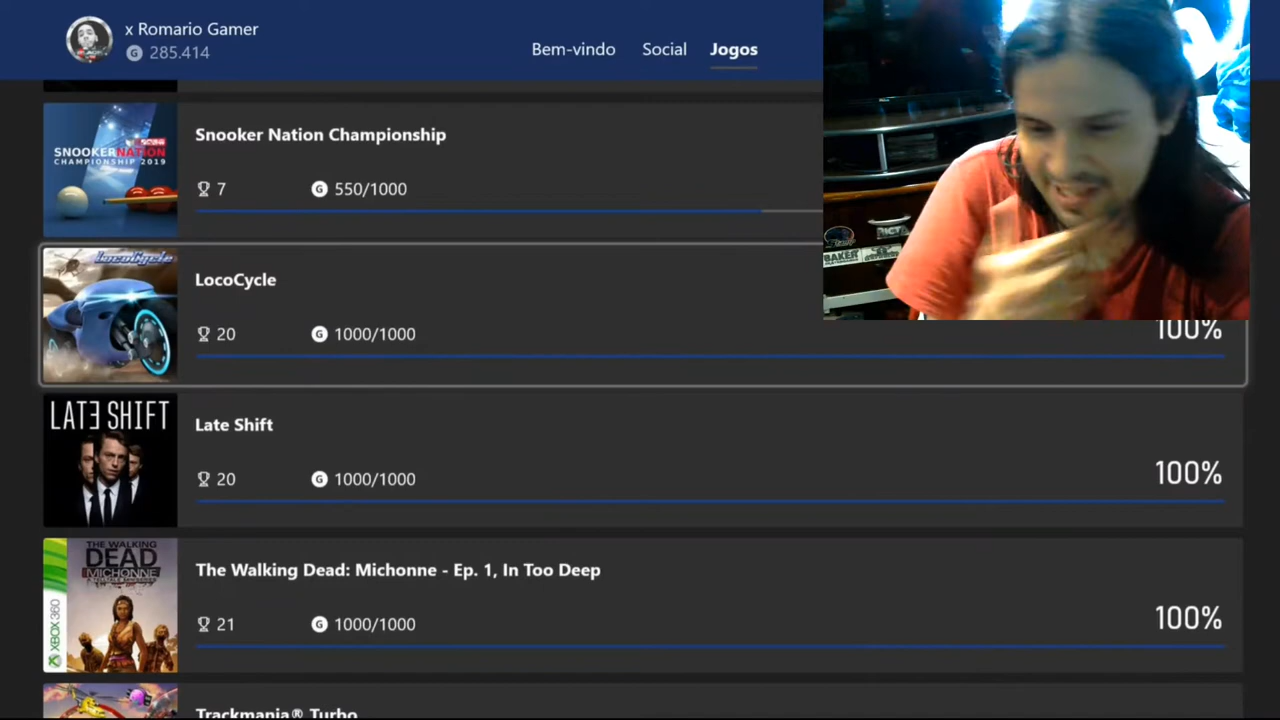 x Romario Gamer
G 285.414
Bem-vindo Social Jogos
SNOOKER NATION
CHAMPIONSHIP 2019
Snooker Nation Championship
7 G 550/1000
LocoCycle
LocoCycle
20 G 1000/1000
100%
BAKER
LATE SHIFT
Late Shift
20 G 1000/1000
100%
THE WALKING
DEAD
MICHONNE
XBOX 360
The Walking Dead: Michonne - Ep. 1, In Too Deep
21 G 1000/1000
100%
Trackmania® Turbo